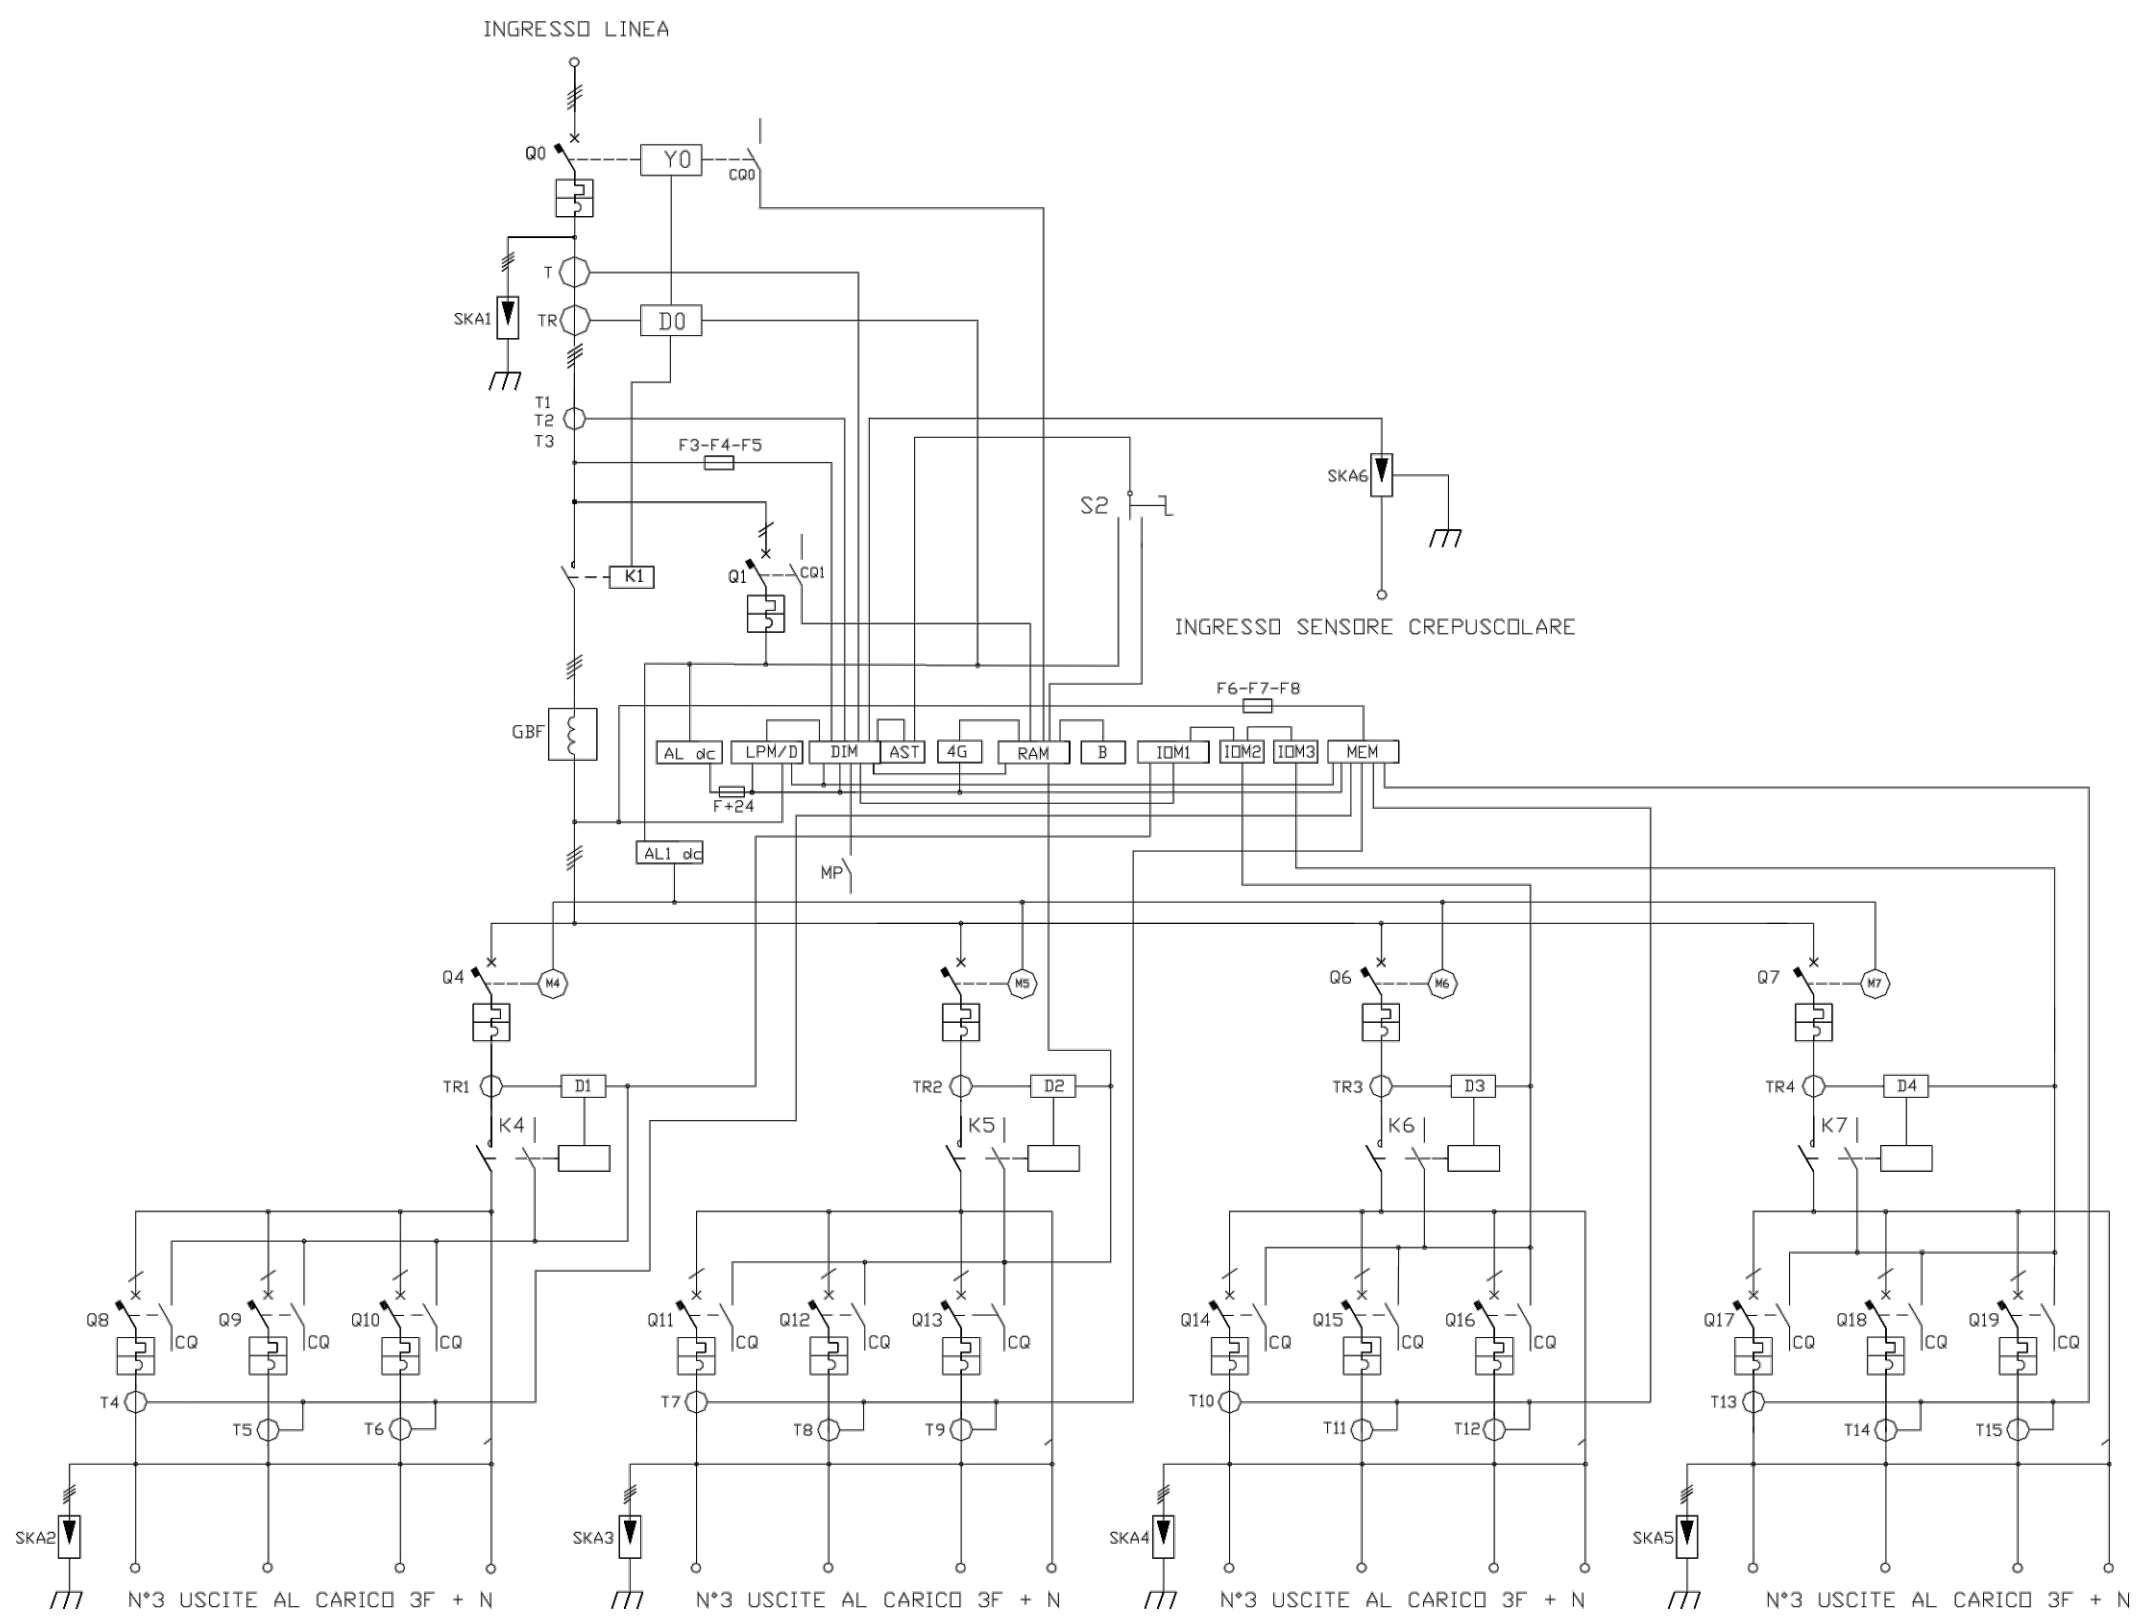 INGRESSO LINEA
Q0
Y0
CQ0
T
SKA1
TR
D0
T1
T2
T3
F3-F4-F5
SKA6
S2
K1
Q1
CQ1
INGRESSO SENSORE CREPUSCOLARE
F6-F7-F8
GBF
AL dc
LPM/D
DIM
AST
4G
RAM
B
IOM1
IOM2
IOM3
MEM
F+24
AL1 dc
MP
Q4
M4
M5
Q6
M6
Q7
M7
TR1
D1
TR2
D2
TR3
D3
TR4
D4
K4
K5
K6
K7
Q8
CQ
Q9
CQ
Q10
CQ
Q11
CQ
Q12
CQ
Q13
CQ
Q14
CQ
Q15
CQ
Q16
CQ
Q17
CQ
Q18
CQ
Q19
CQ
T4
T5
T6
T7
T8
T9
T10
T11
T12
T13
T14
T15
SKA2
SKA3
SKA4
SKA5
N°3 USCITE AL CARICO 3F + N
N°3 USCITE AL CARICO 3F + N
N°3 USCITE AL CARICO 3F + N
N°3 USCITE AL CARICO 3F + N